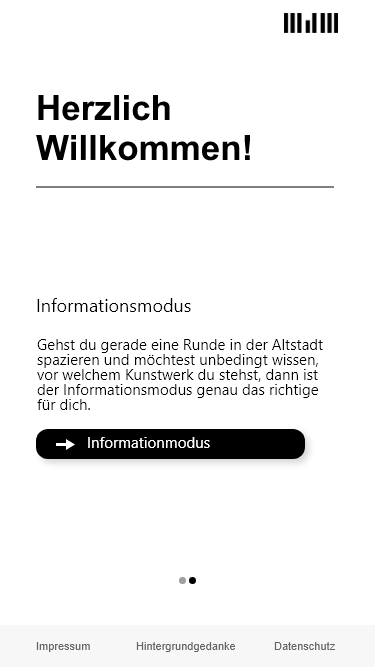 Herzlich
Willkommen!
Informationsmodus
Gehst du gerade eine Runde in der Altstadt
spazieren und möchtest unbedingt wissen,
vor welchem Kunstwerk du stehst, dann ist
der Informationsmodus genau das richtige
für dich.
Informationmodus
Impressum Hintergrundgedanke Datenschutz